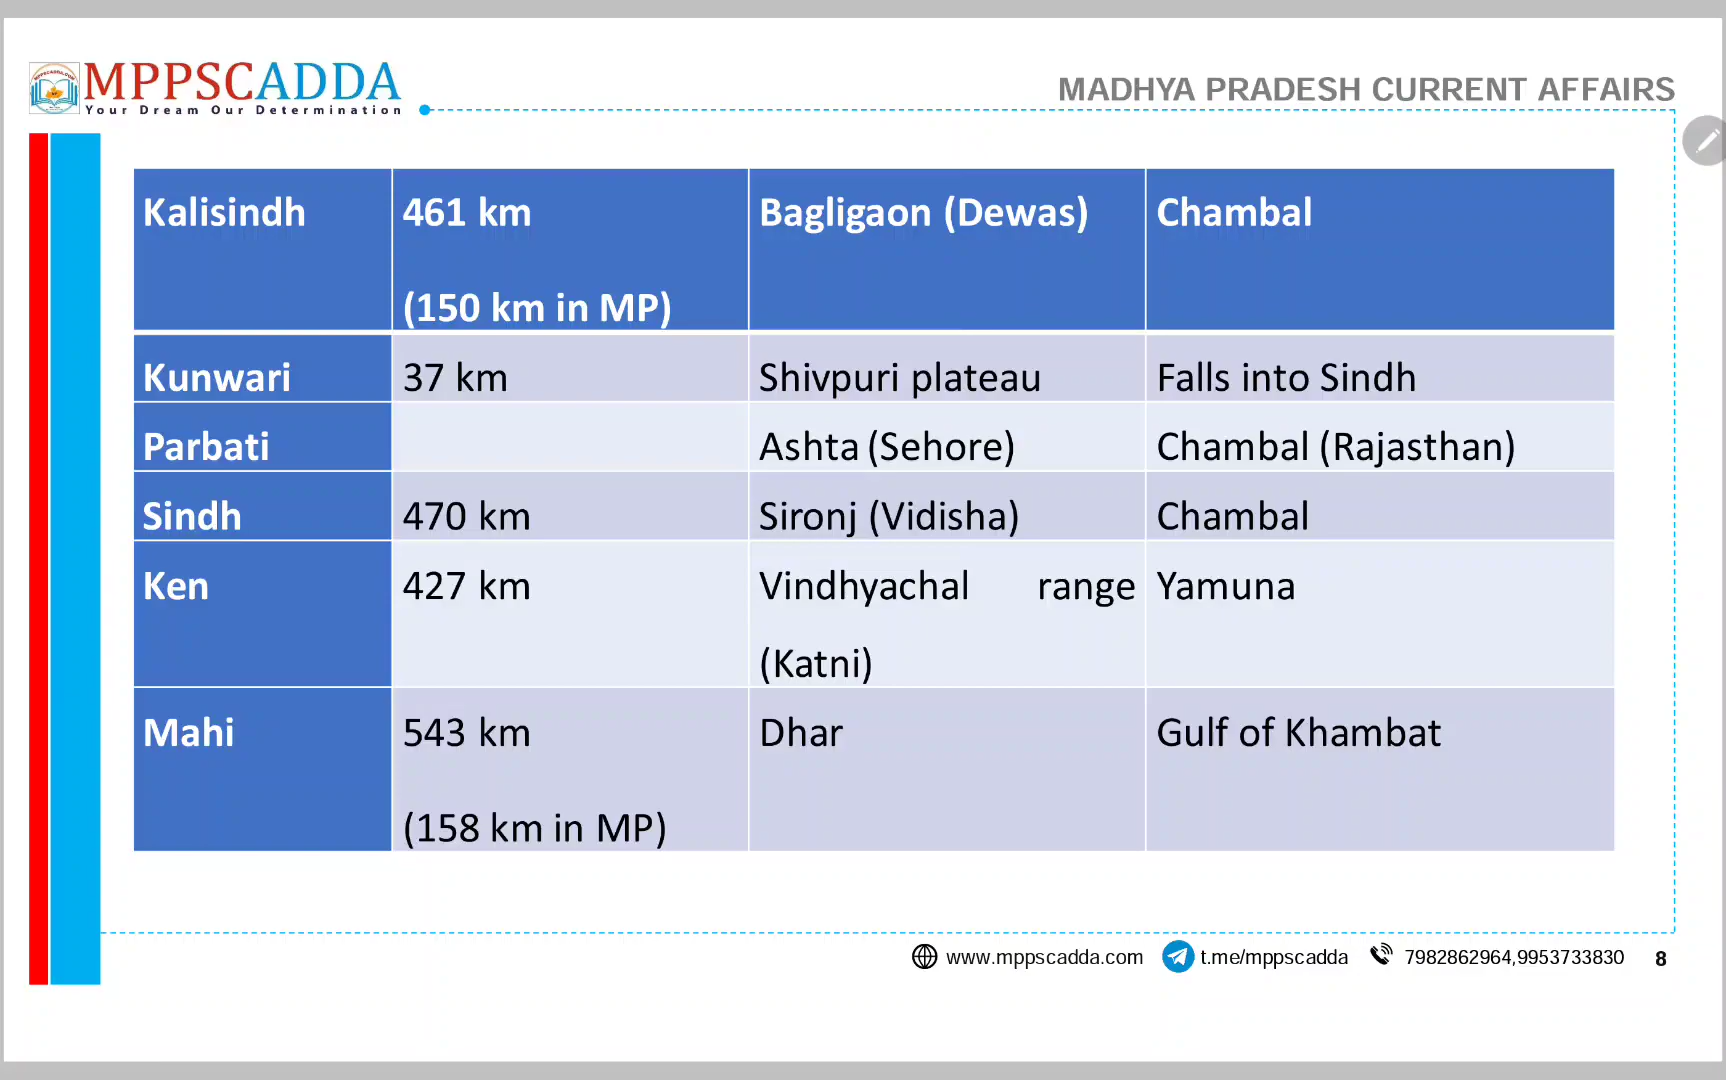 MPPSCADDA
Your Dream Our Determination
MADHYA PRADESH CURRENT AFFAIRS
Kalisindh 461 km Bagligaon (Dewas) Chambal
(150 km in MP)
Kunwari 37 km Shivpuri plateau Falls into Sindh
Parbati Ashta (Sehore) Chambal (Rajasthan)
Sindh 470 km Sironj (Vidisha) Chambal
Ken 427 km Vindhyachal range Yamuna
(Katni)
Mahi 543 km Dhar Gulf of Khambat
(158 km in MP)
www.mppscadda.com t.me/mppscadda 7982862964,9953733830 8